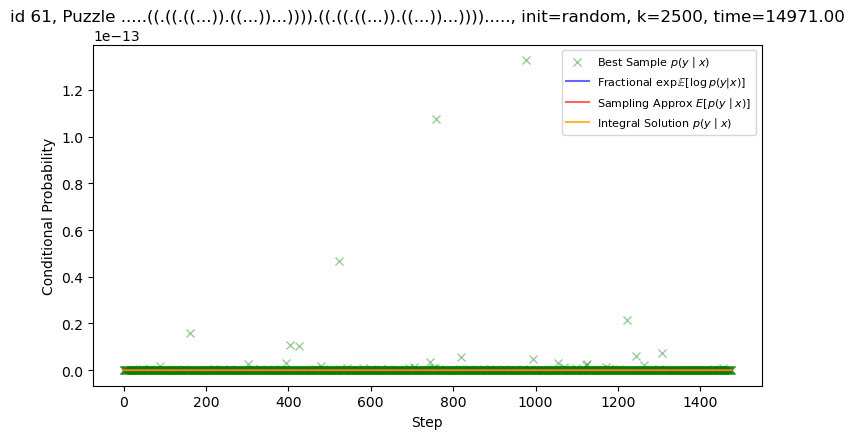 id 61, Puzzle .....((.((.((...)).((...))...)))).((.((.((...)).((...))...))))....., init=random, k=2500, time=14971.00
1e−13
Best Sample p(y | x)
Fractional exp 𝔼[log p(y|x)]
Sampling Approx E[p(y | x)]
Integral Solution p(y | x)
Conditional Probability
1.2
1.0
0.8
0.6
0.4
0.2
0.0
0 200 400 600 800 1000 1200 1400
Step